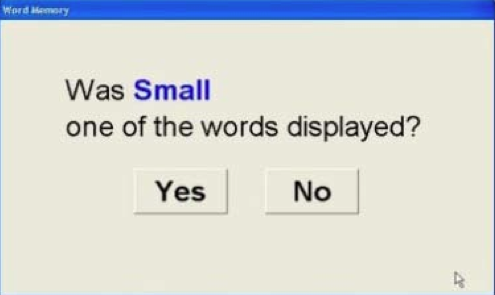 Word Memory
Was Small
one of the words displayed?
Yes No